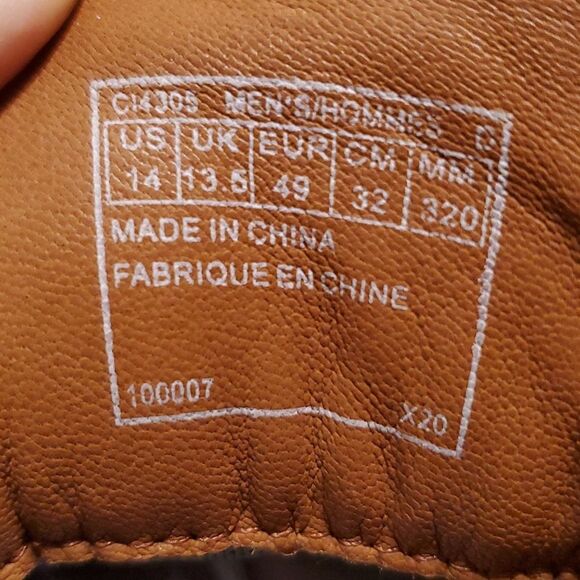 CI4305 MEN'S/HOMMES D
US UK EUR CM MM
14 13.5 49 32 320
MADE IN CHINA
FABRIQUE EN CHINE
100007 X20